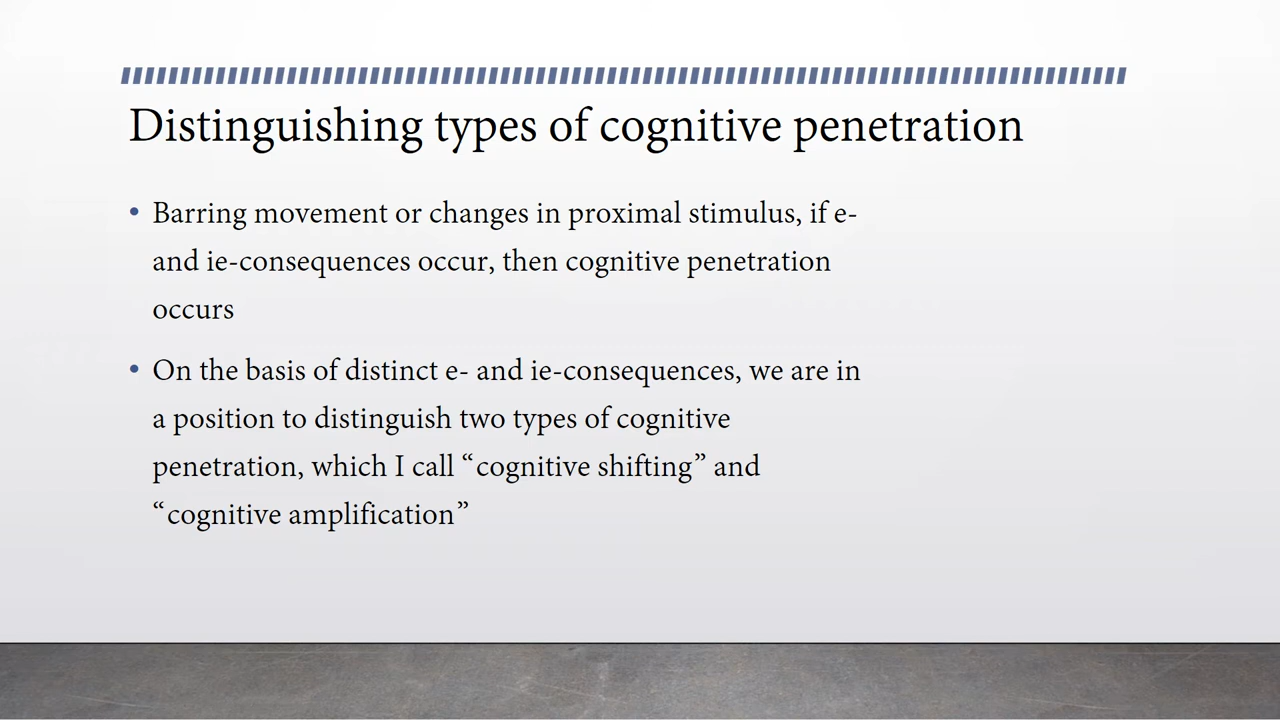 Distinguishing types of cognitive penetration
• Barring movement or changes in proximal stimulus, if e-
and ie-consequences occur, then cognitive penetration
occurs
• On the basis of distinct e- and ie-consequences, we are in
a position to distinguish two types of cognitive
penetration, which I call “cognitive shifting” and
“cognitive amplification”